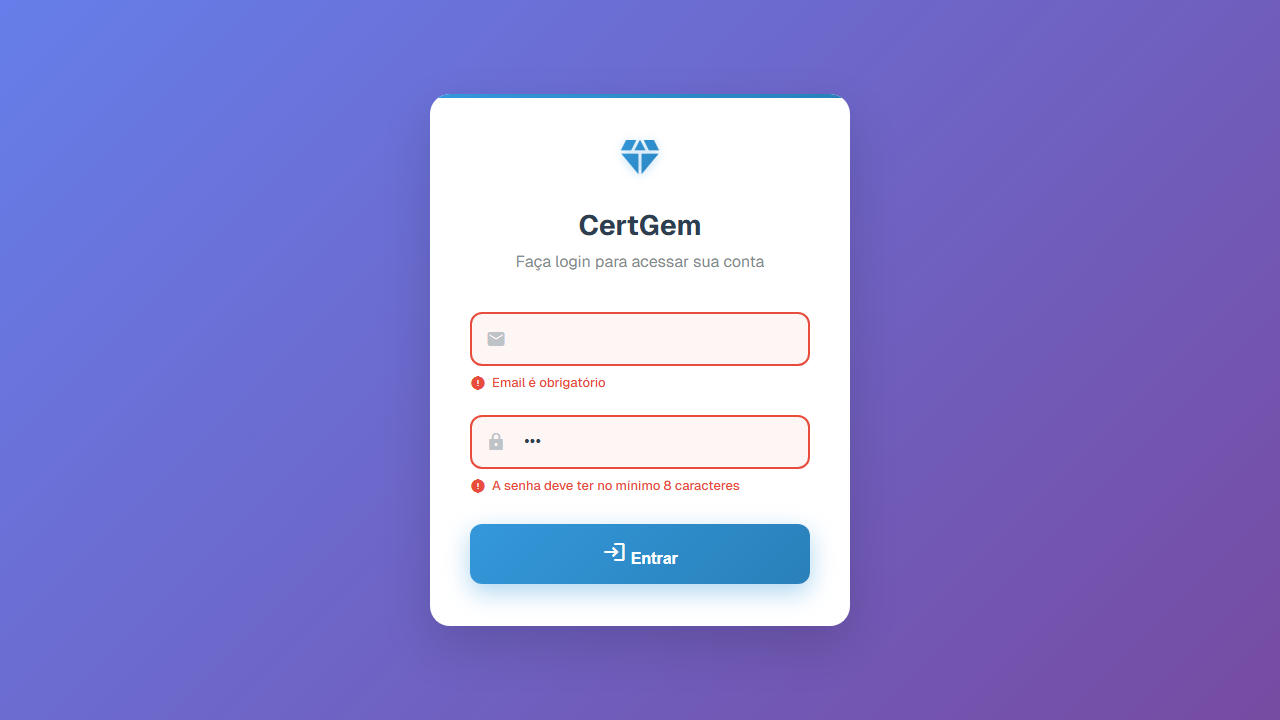 CertGem
Faça login para acessar sua conta
Email é obrigatório
•••
A senha deve ter no mínimo 8 caracteres
Entrar